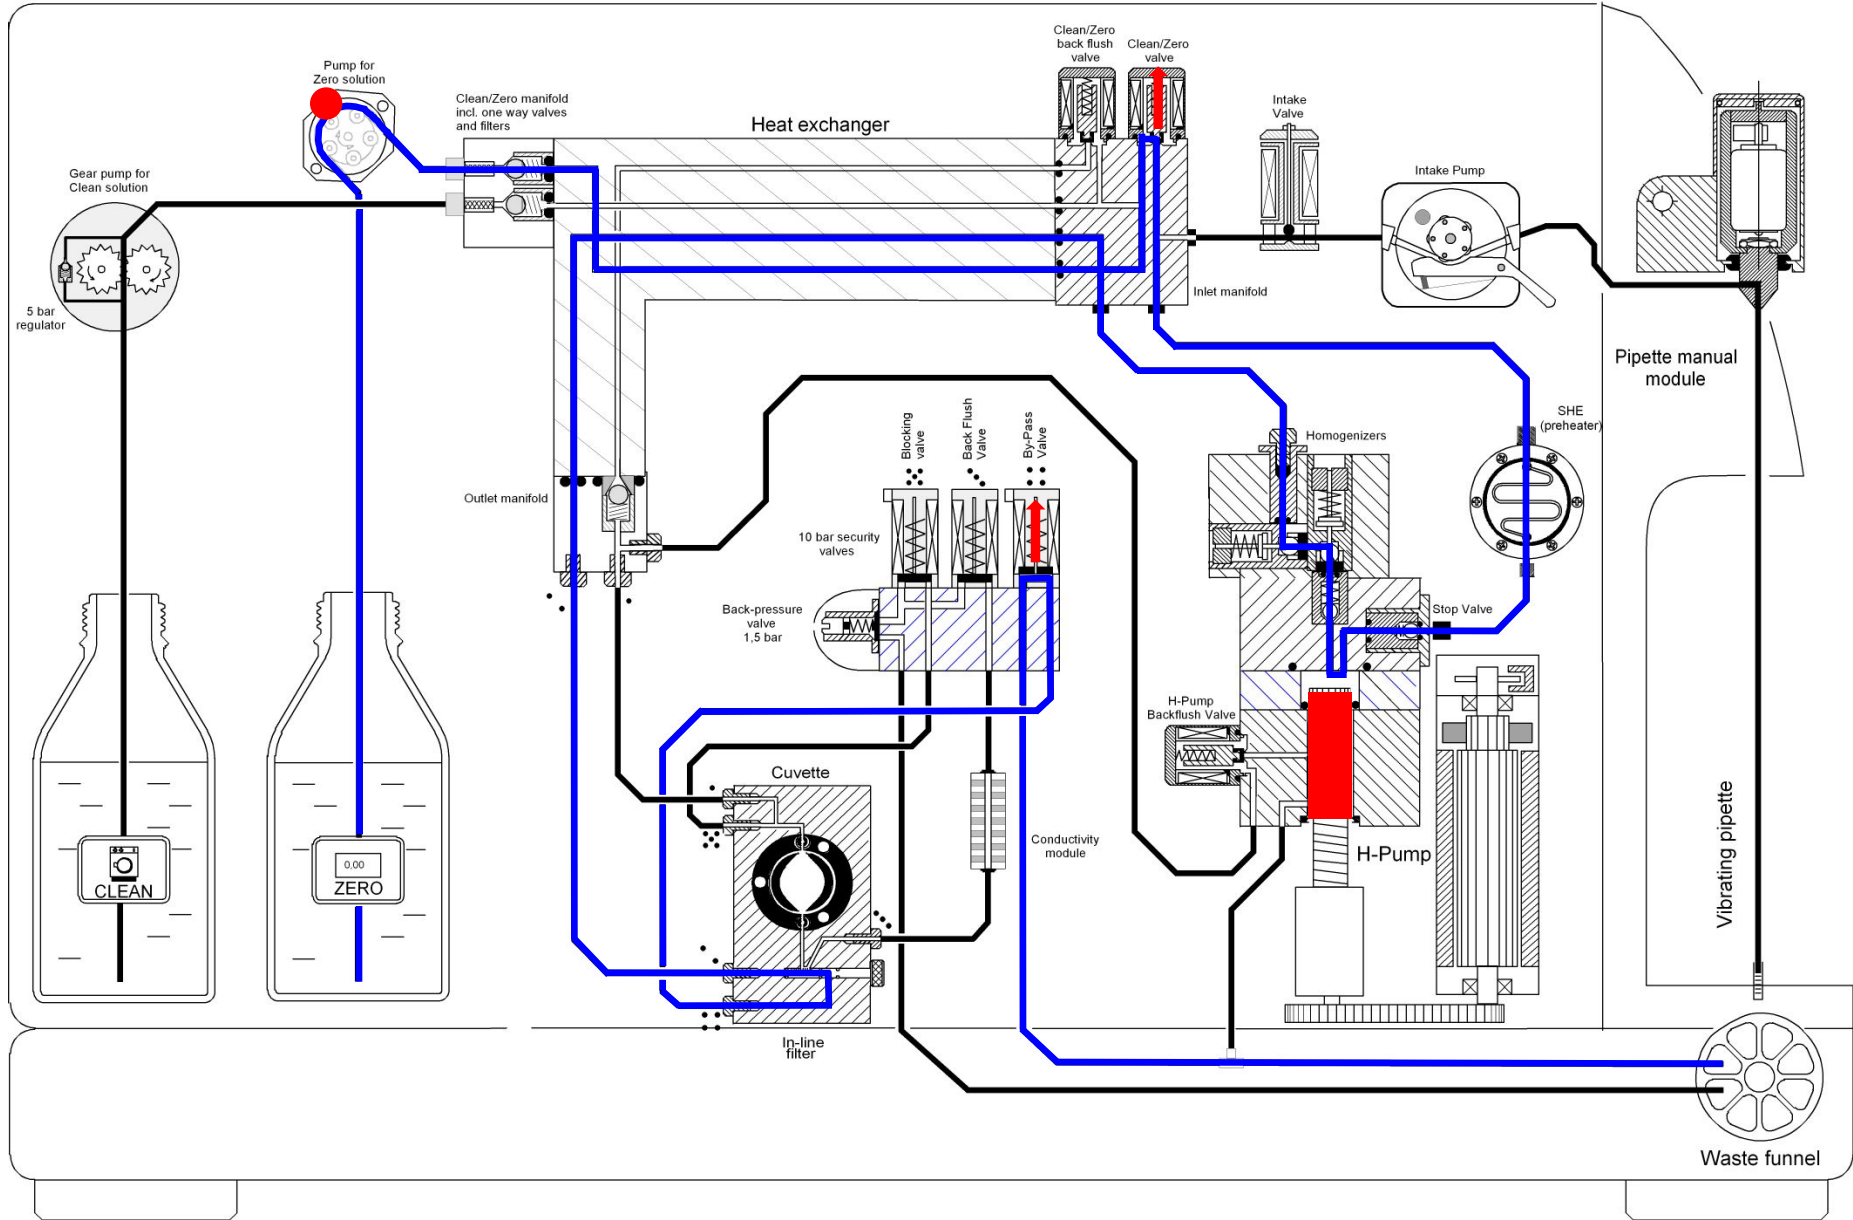 Clean/Zero
back flush
valve
Clean/Zero
valve
Pump for
Zero solution
Clean/Zero manifold
incl. one way valves
and filters
Heat exchanger
Intake
Valve
Gear pump for
Clean solution
Intake Pump
5 bar
regulator
Inlet manifold
Pipette manual
module
SHE
(preheater)
Blocking
valve
Back Flush
Valve
By-Pass
Valve
Homogenizers
Outlet manifold
10 bar security
valves
Back-pressure
valve
1,5 bar
Stop Valve
H-Pump
Backflush Valve
Cuvette
Conductivity
module
H-Pump
0,00
CLEAN
ZERO
Vibrating pipette
In-line
filter
Waste funnel